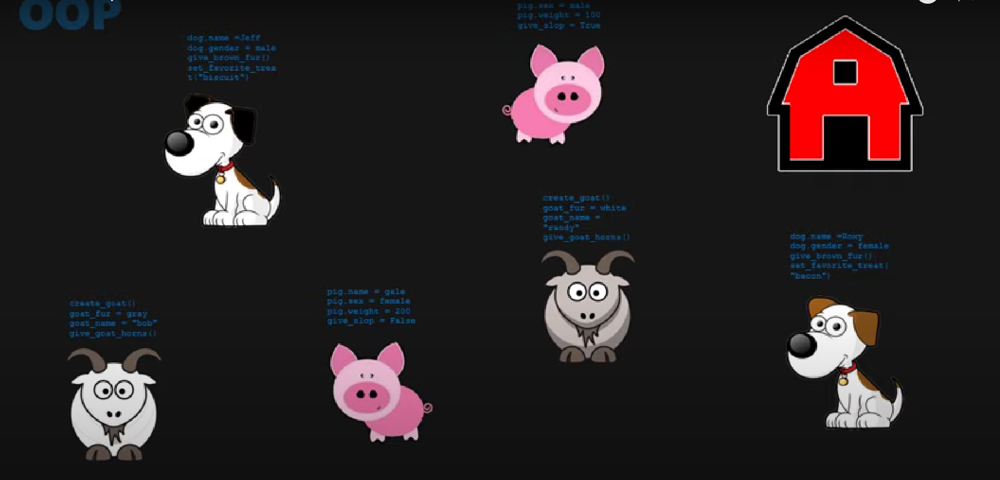 OOP
pig.sex = male
pig.weight = 100
give_slop = True
dog.name =Jeff
dog.gender = male
give_brown_fur()
set_favorite_trea
t("biscuit")
create_goat()
goat_fur = white
goat_name =
"randy"
give_goat_horns()
dog.name =Roxy
dog.gender = female
give_brown_fur()
set_favorite_treat(
"bacon")
pig.name = gale
pig.sex = female
pig.weight = 200
give_slop = False
create_goat()
goat_fur = gray
goat_name = "bob"
give_goat_horns()